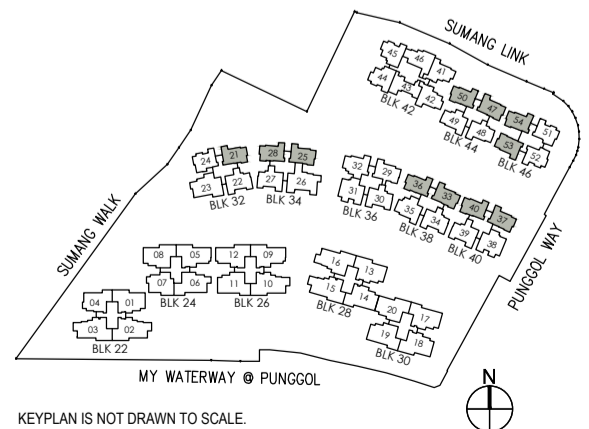 SUMANG LINK
45
46
41
44
43
42
BLK 42
50
47
54
51
49
48
53
52
BLK 44
BLK 46
24
21
28
25
23
22
27
26
BLK 32
BLK 34
32
29
36
33
40
37
31
30
35
34
39
38
BLK 36
BLK 38
BLK 40
SUMANG WALK
PUNGGOL WAY
08
05
12
09
07
06
11
10
BLK 24
BLK 26
16
13
15
14
20
17
BLK 28
19
18
BLK 30
04
01
03
02
BLK 22
MY WATERWAY @ PUNGGOL
N
KEYPLAN IS NOT DRAWN TO SCALE.